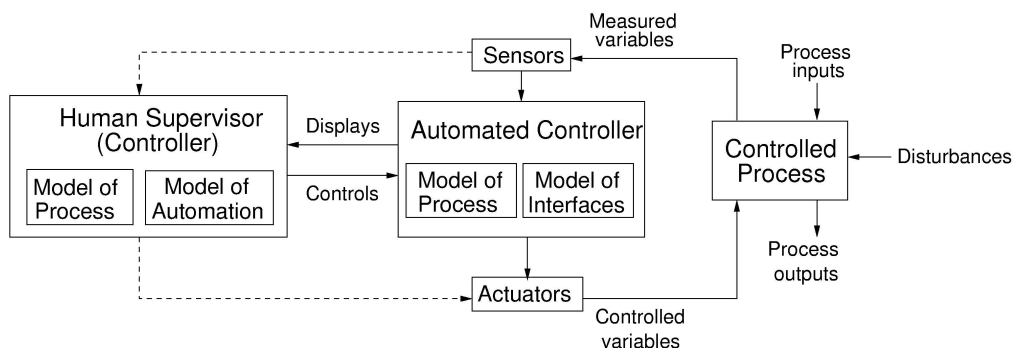 Measured
variables
Sensors
Process
inputs
Human Supervisor
(Controller)
Displays
Automated Controller
Controlled
Process
Disturbances
Model of
Process
Model of
Automation
Controls
Model of
Process
Model of
Interfaces
Process
outputs
Actuators
Controlled
variables